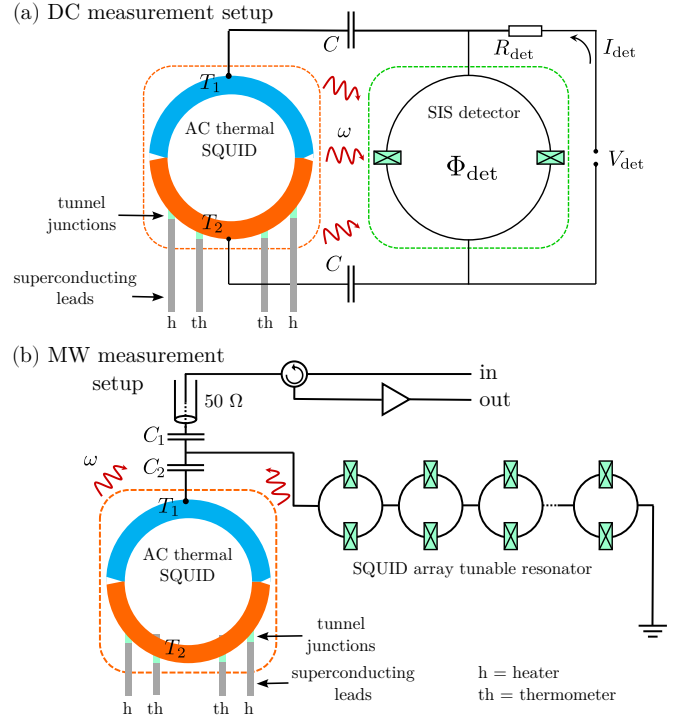 (a) DC measurement setup
C
R_det
I_det
T_1
SIS detector
AC thermal
SQUID
ω
Φ_det
V_det
tunnel
junctions
T_2
C
superconducting
leads
h th th h
(b) MW measurement
setup
in
50 Ω
out
C_1
ω
C_2
T_1
AC thermal
SQUID
SQUID array tunable resonator
tunnel
junctions
T_2
superconducting
leads
h = heater
th = thermometer
h th th h